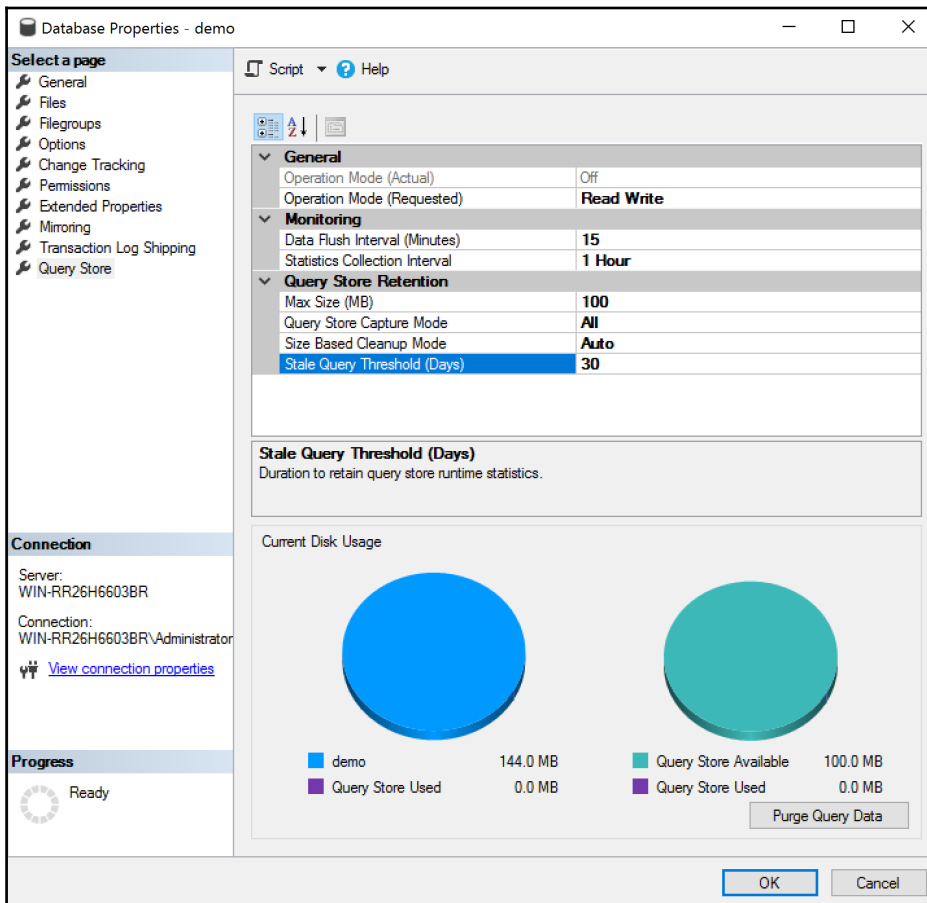 Database Properties - demo
Select a page
General
Files
Filegroups
Options
Change Tracking
Permissions
Extended Properties
Mirroring
Transaction Log Shipping
Query Store
Script Help
General
Operation Mode (Actual) Off
Operation Mode (Requested) Read Write
Monitoring
Data Flush Interval (Minutes) 15
Statistics Collection Interval 1 Hour
Query Store Retention
Max Size (MB) 100
Query Store Capture Mode All
Size Based Cleanup Mode Auto
Stale Query Threshold (Days) 30
Stale Query Threshold (Days)
Duration to retain query store runtime statistics.
Connection
Server:
WIN-RR26H6603BR
Connection:
WIN-RR26H6603BR\Administrator
View connection properties
Progress
Ready
Current Disk Usage
demo 144.0 MB
Query Store Used 0.0 MB
Query Store Available 100.0 MB
Query Store Used 0.0 MB
Purge Query Data
OK Cancel